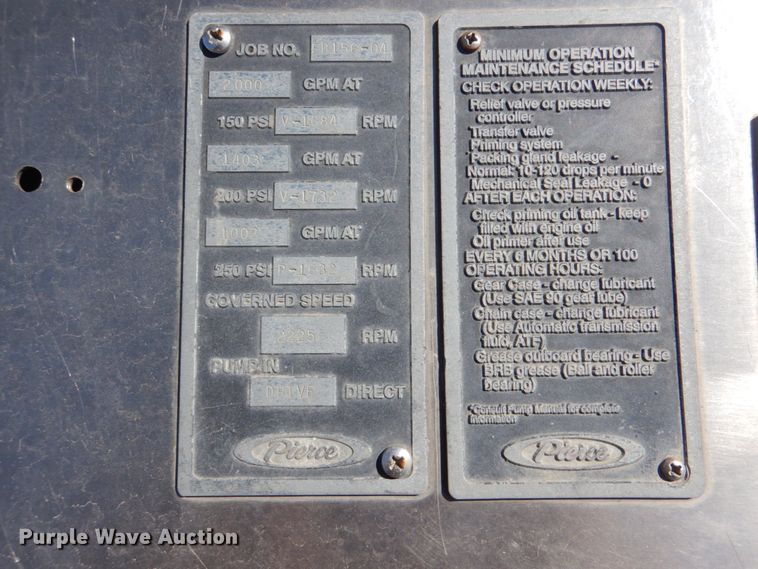 JOB NO.
2000 GPM AT
150 PSI RPM
1403 GPM AT
200 PSI V-1732 RPM
1002 GPM AT
250 PSI RPM
GOVERNED SPEED
2225 RPM
PUMP IN
DRIVE DIRECT
Pierce
MINIMUM OPERATION
MAINTENANCE SCHEDULE*
CHECK OPERATION WEEKLY:
Relief valve or pressure
controller
Transfer valve
Priming system
Packing gland leakage -
Normal: 10-120 drops per minute
Mechanical Seal Leakage - 0
AFTER EACH OPERATION:
Check priming oil tank - keep
filled with engine oil
Oil primer after use
EVERY 6 MONTHS OR 100
OPERATING HOURS:
Gear Case - change lubricant
(Use SAE 90 gear lube)
Chain case - change lubricant
(Use Automatic transmission
fluid, ATF)
Grease outboard bearing - Use
BRB grease (Ball and roller
bearing)
*Consult Pump Manual for complete
information
Pierce
Purple Wave Auction